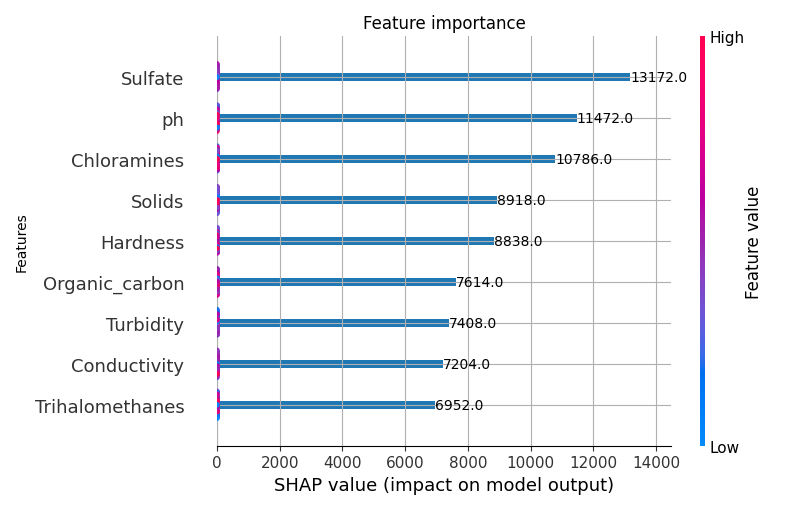 Feature importance
High
Sulfate
13172.0
ph
11472.0
Chloramines
10786.0
Solids
8918.0
Hardness
8838.0
Organic_carbon
7614.0
Turbidity
7408.0
Conductivity
7204.0
Trihalomethanes
6952.0
Features
Feature value
Low
0 2000 4000 6000 8000 10000 12000 14000
SHAP value (impact on model output)